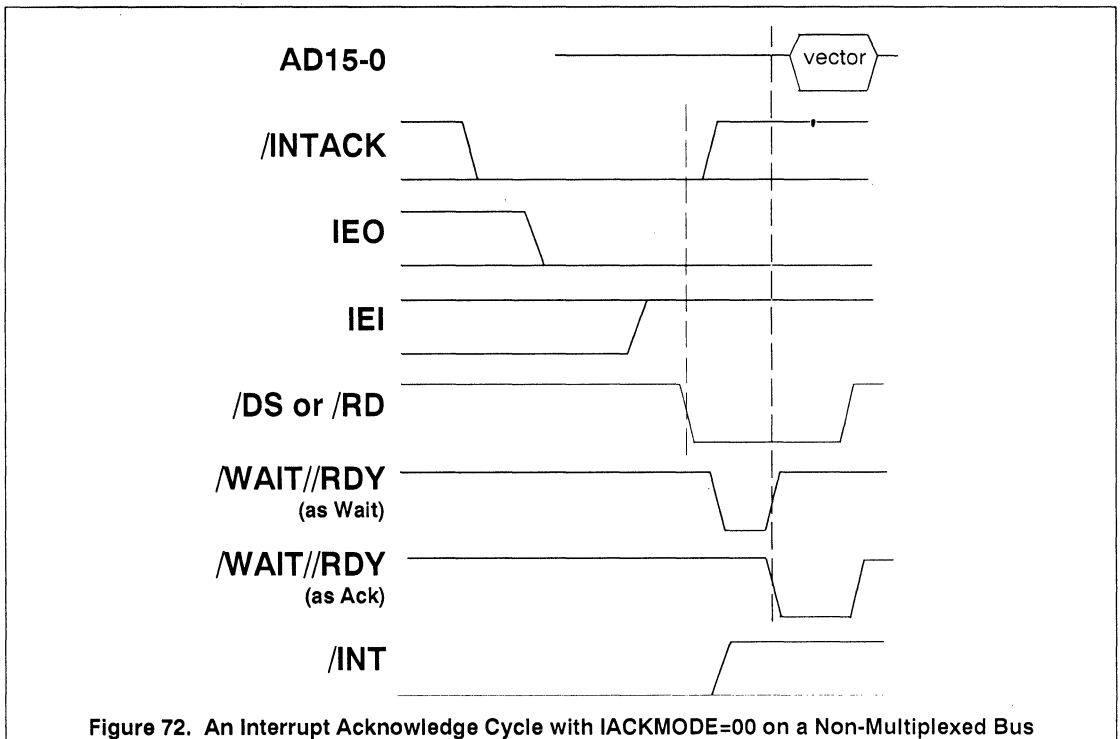 AD15-0
vector
/INTACK
IEO
IEI
/DS or /RD
/WAIT//RDY
(as Wait)
/WAIT//RDY
(as Ack)
/INT
Figure 72. An Interrupt Acknowledge Cycle with IACKMODE=00 on a Non-Multiplexed Bus